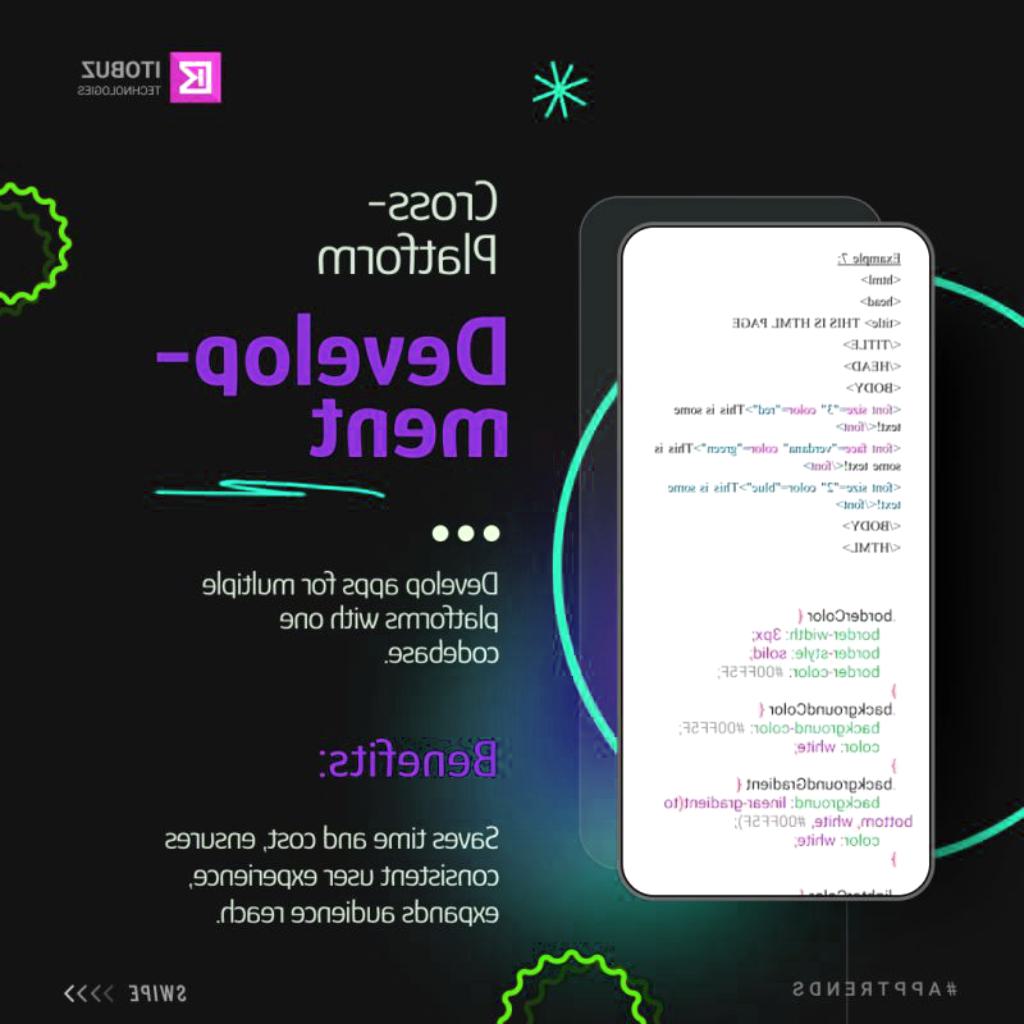 ITOBUZ
TECHNOLOGIES
Cross-
Platform
Develop-
ment
Develop apps for multiple
platforms with one
codebase.
Benefits:
Saves time and cost, ensures
consistent user experience,
expands audience reach.
Example 7:
<html>
<head>
<title> THIS IS HTML PAGE
</TITLE>
</HEAD>
<BODY>
<font size="3" color="red">This is some
text!</font>
<font face="verdana" color="green">This is
some text!</font>
<font size="2" color="blue">This is some
text!</font>
</BODY>
</HTML>
.borderColor {
border-width: 3px;
border-style: solid;
border-color: #00FF5F;
}
.backgroundColor {
background-color: #00FF5F;
color: white;
}
.backgroundGradient {
background: linear-gradient(to
bottom, white, #00FF5F);
color: white;
}
#APPTRENDS
SWIPE >>>>